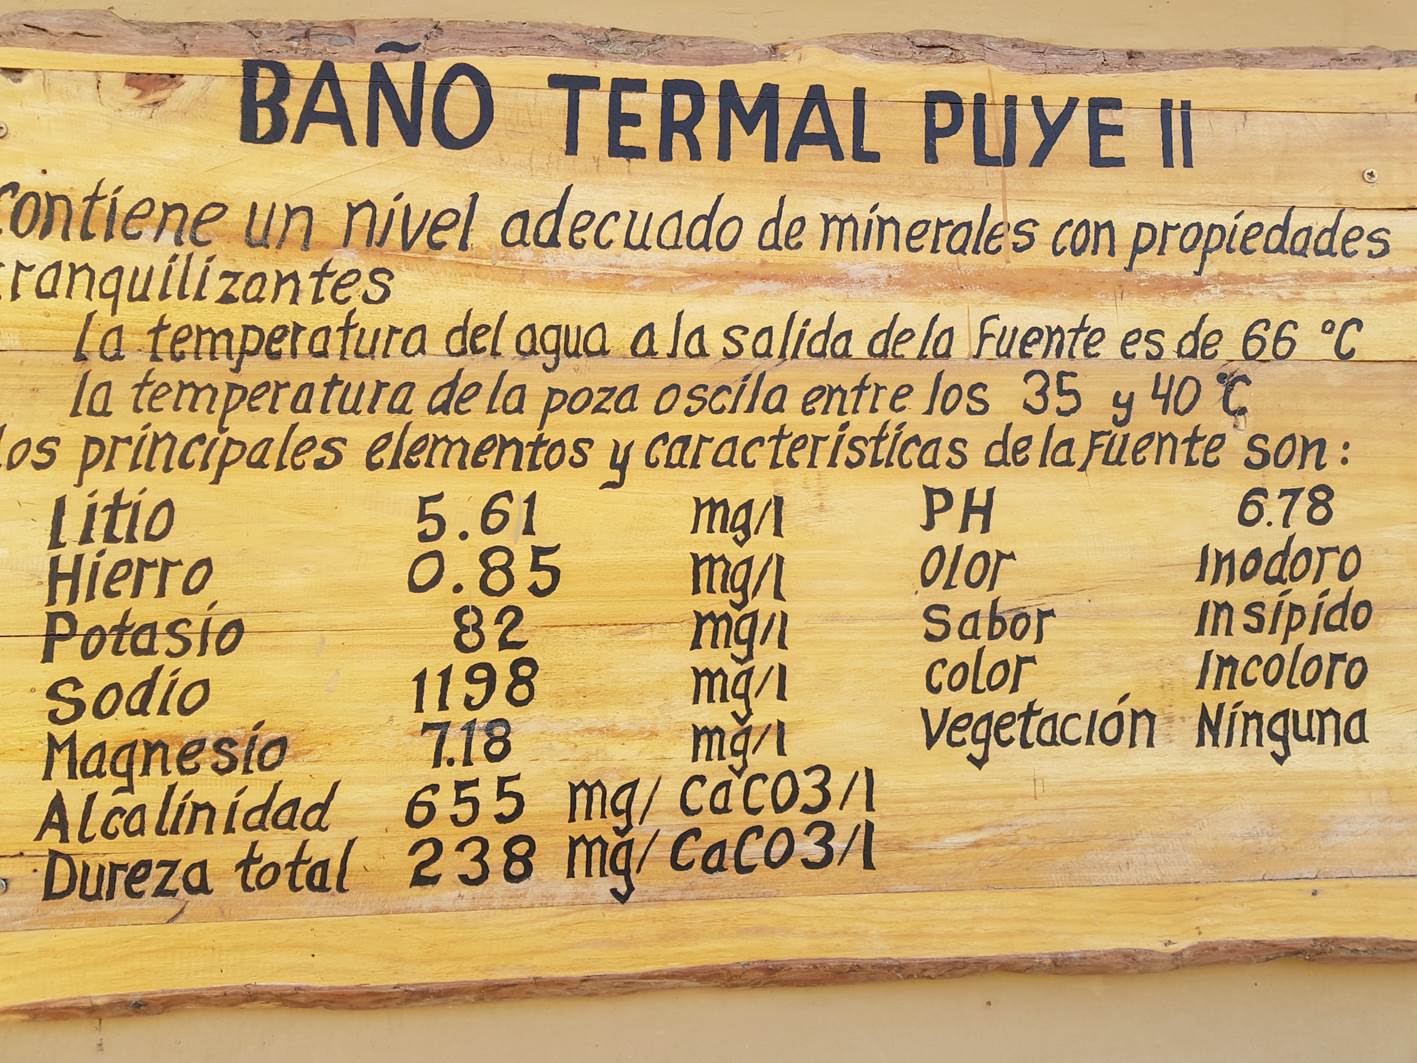 BAÑO TERMAL PUYE II
Contiene un nivel adecuado de minerales con propiedades
tranquilizantes
la temperatura del agua a la salida de la Fuente es de 66 °C
la temperatura de la poza oscila entre los 35 y 40 °C
los principales elementos y características de la Fuente son:
Litio 5.61 mg/l PH 6.78
Hierro 0.85 mg/l Olor Inodoro
Potasio 82 mg/l Sabor Insípido
Sodio 1198 mg/l color Incoloro
Magnesio 7.18 mg/l Vegetación Ninguna
Alcalinidad 655 mg/ CaCO3/l
Dureza total 238 mg/ CaCO3/l